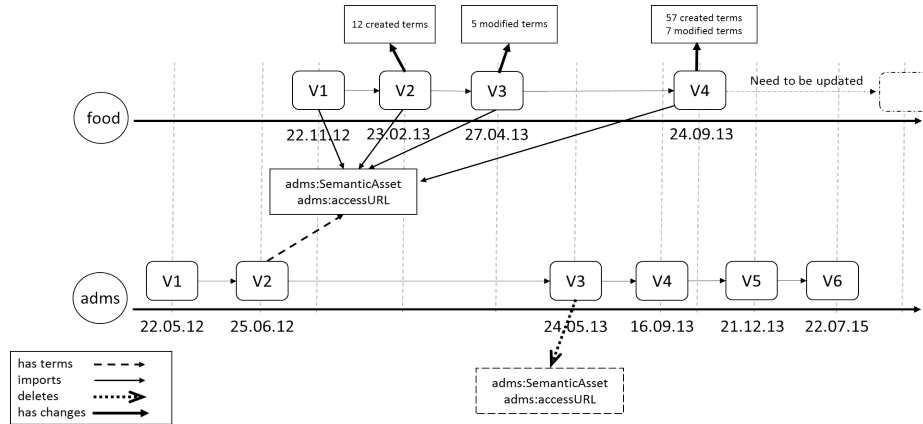 12 created terms
5 modified terms
57 created terms
7 modified terms
V1
V2
V3
V4
Need to be updated
food
22.11.12
23.02.13
27.04.13
24.09.13
adms:SemanticAsset
adms:accessURL
V1
V2
V3
V4
V5
V6
adms
22.05.12
25.06.12
24.05.13
16.09.13
21.12.13
22.07.15
has terms
imports
deletes
has changes
adms:SemanticAsset
adms:accessURL